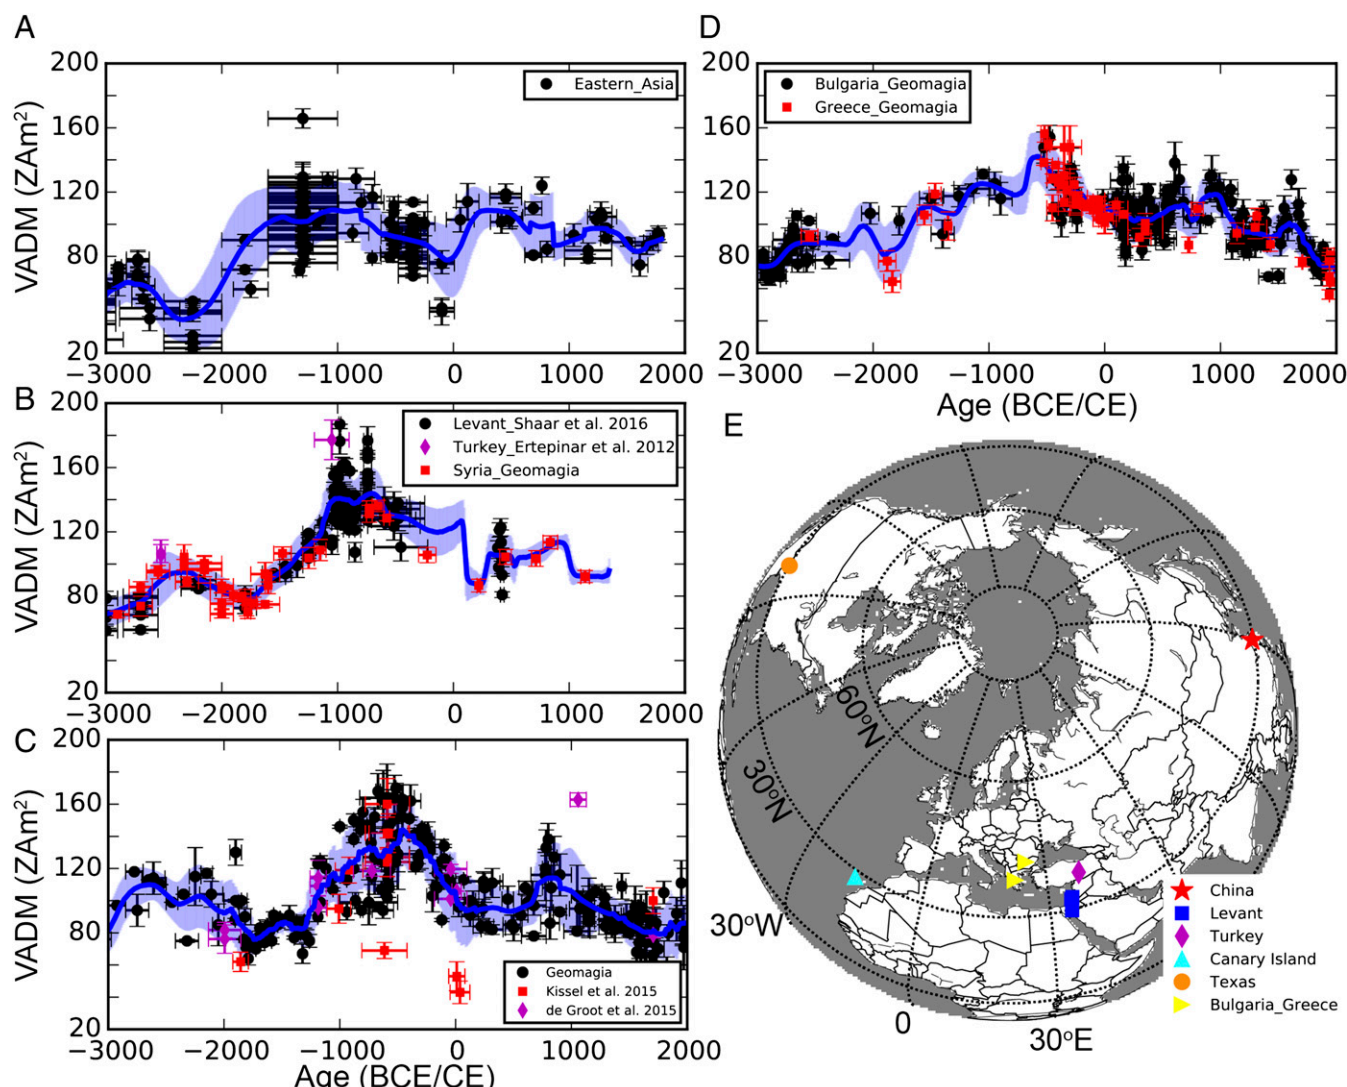 A
VADM (ZAm²)
200
160
120
80
20
Eastern_Asia
−3000 −2000 −1000 0 1000 2000
B
VADM (ZAm²)
200
160
120
80
20
Levant_Shaar et al. 2016
Turkey_Ertepinar et al. 2012
Syria_Geomagia
−3000 −2000 −1000 0 1000 2000
C
VADM (ZAm²)
200
160
120
80
20
Geomagia
Kissel et al. 2015
de Groot et al. 2015
−3000 −2000 −1000 0 1000 2000
Age (BCE/CE)
D
200
160
120
80
20
Bulgaria_Geomagia
Greece_Geomagia
−3000 −2000 −1000 0 1000 2000
Age (BCE/CE)
E
60°N
30°N
30°W
0
30°E
China
Levant
Turkey
Canary Island
Texas
Bulgaria_Greece